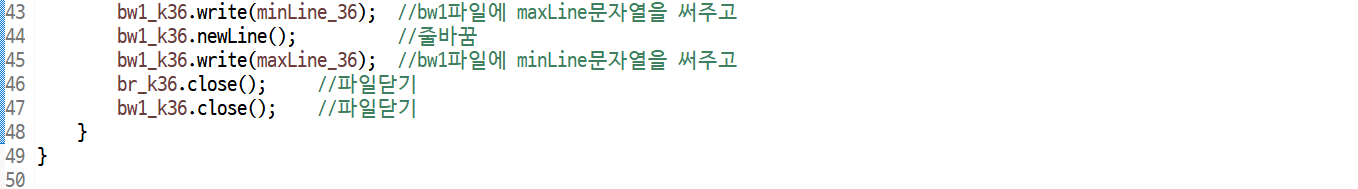 43 bw1_k36.write(minLine_36); //bw1파일에 maxLine문자열을 써주고
44 bw1_k36.newLine(); //줄바꿈
45 bw1_k36.write(maxLine_36); //bw1파일에 minLine문자열을 써주고
46 br_k36.close(); //파일닫기
47 bw1_k36.close(); //파일닫기
48 }
49 }
50